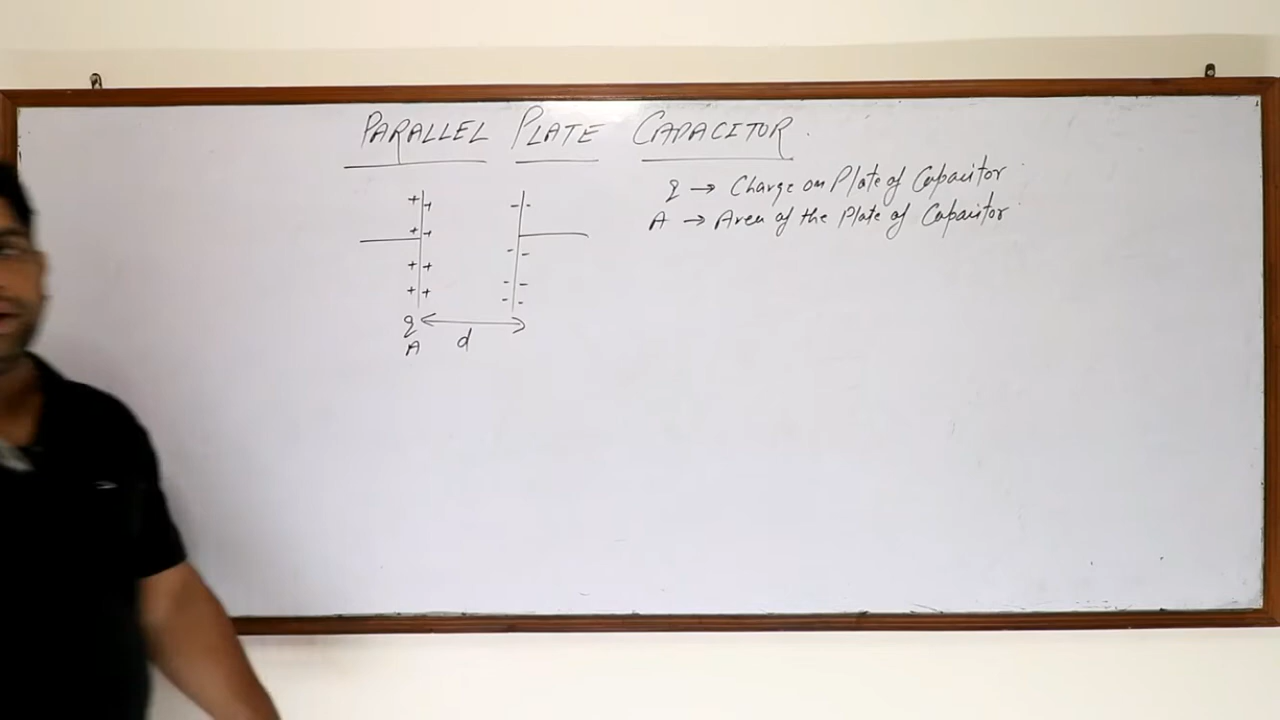 PARALLEL PLATE CAPACITOR
q → Charge on Plate of Capacitor
A → Area of the Plate of Capacitor
+ + - -
+ +
+ + - -
+ + - -
- -
q
A d